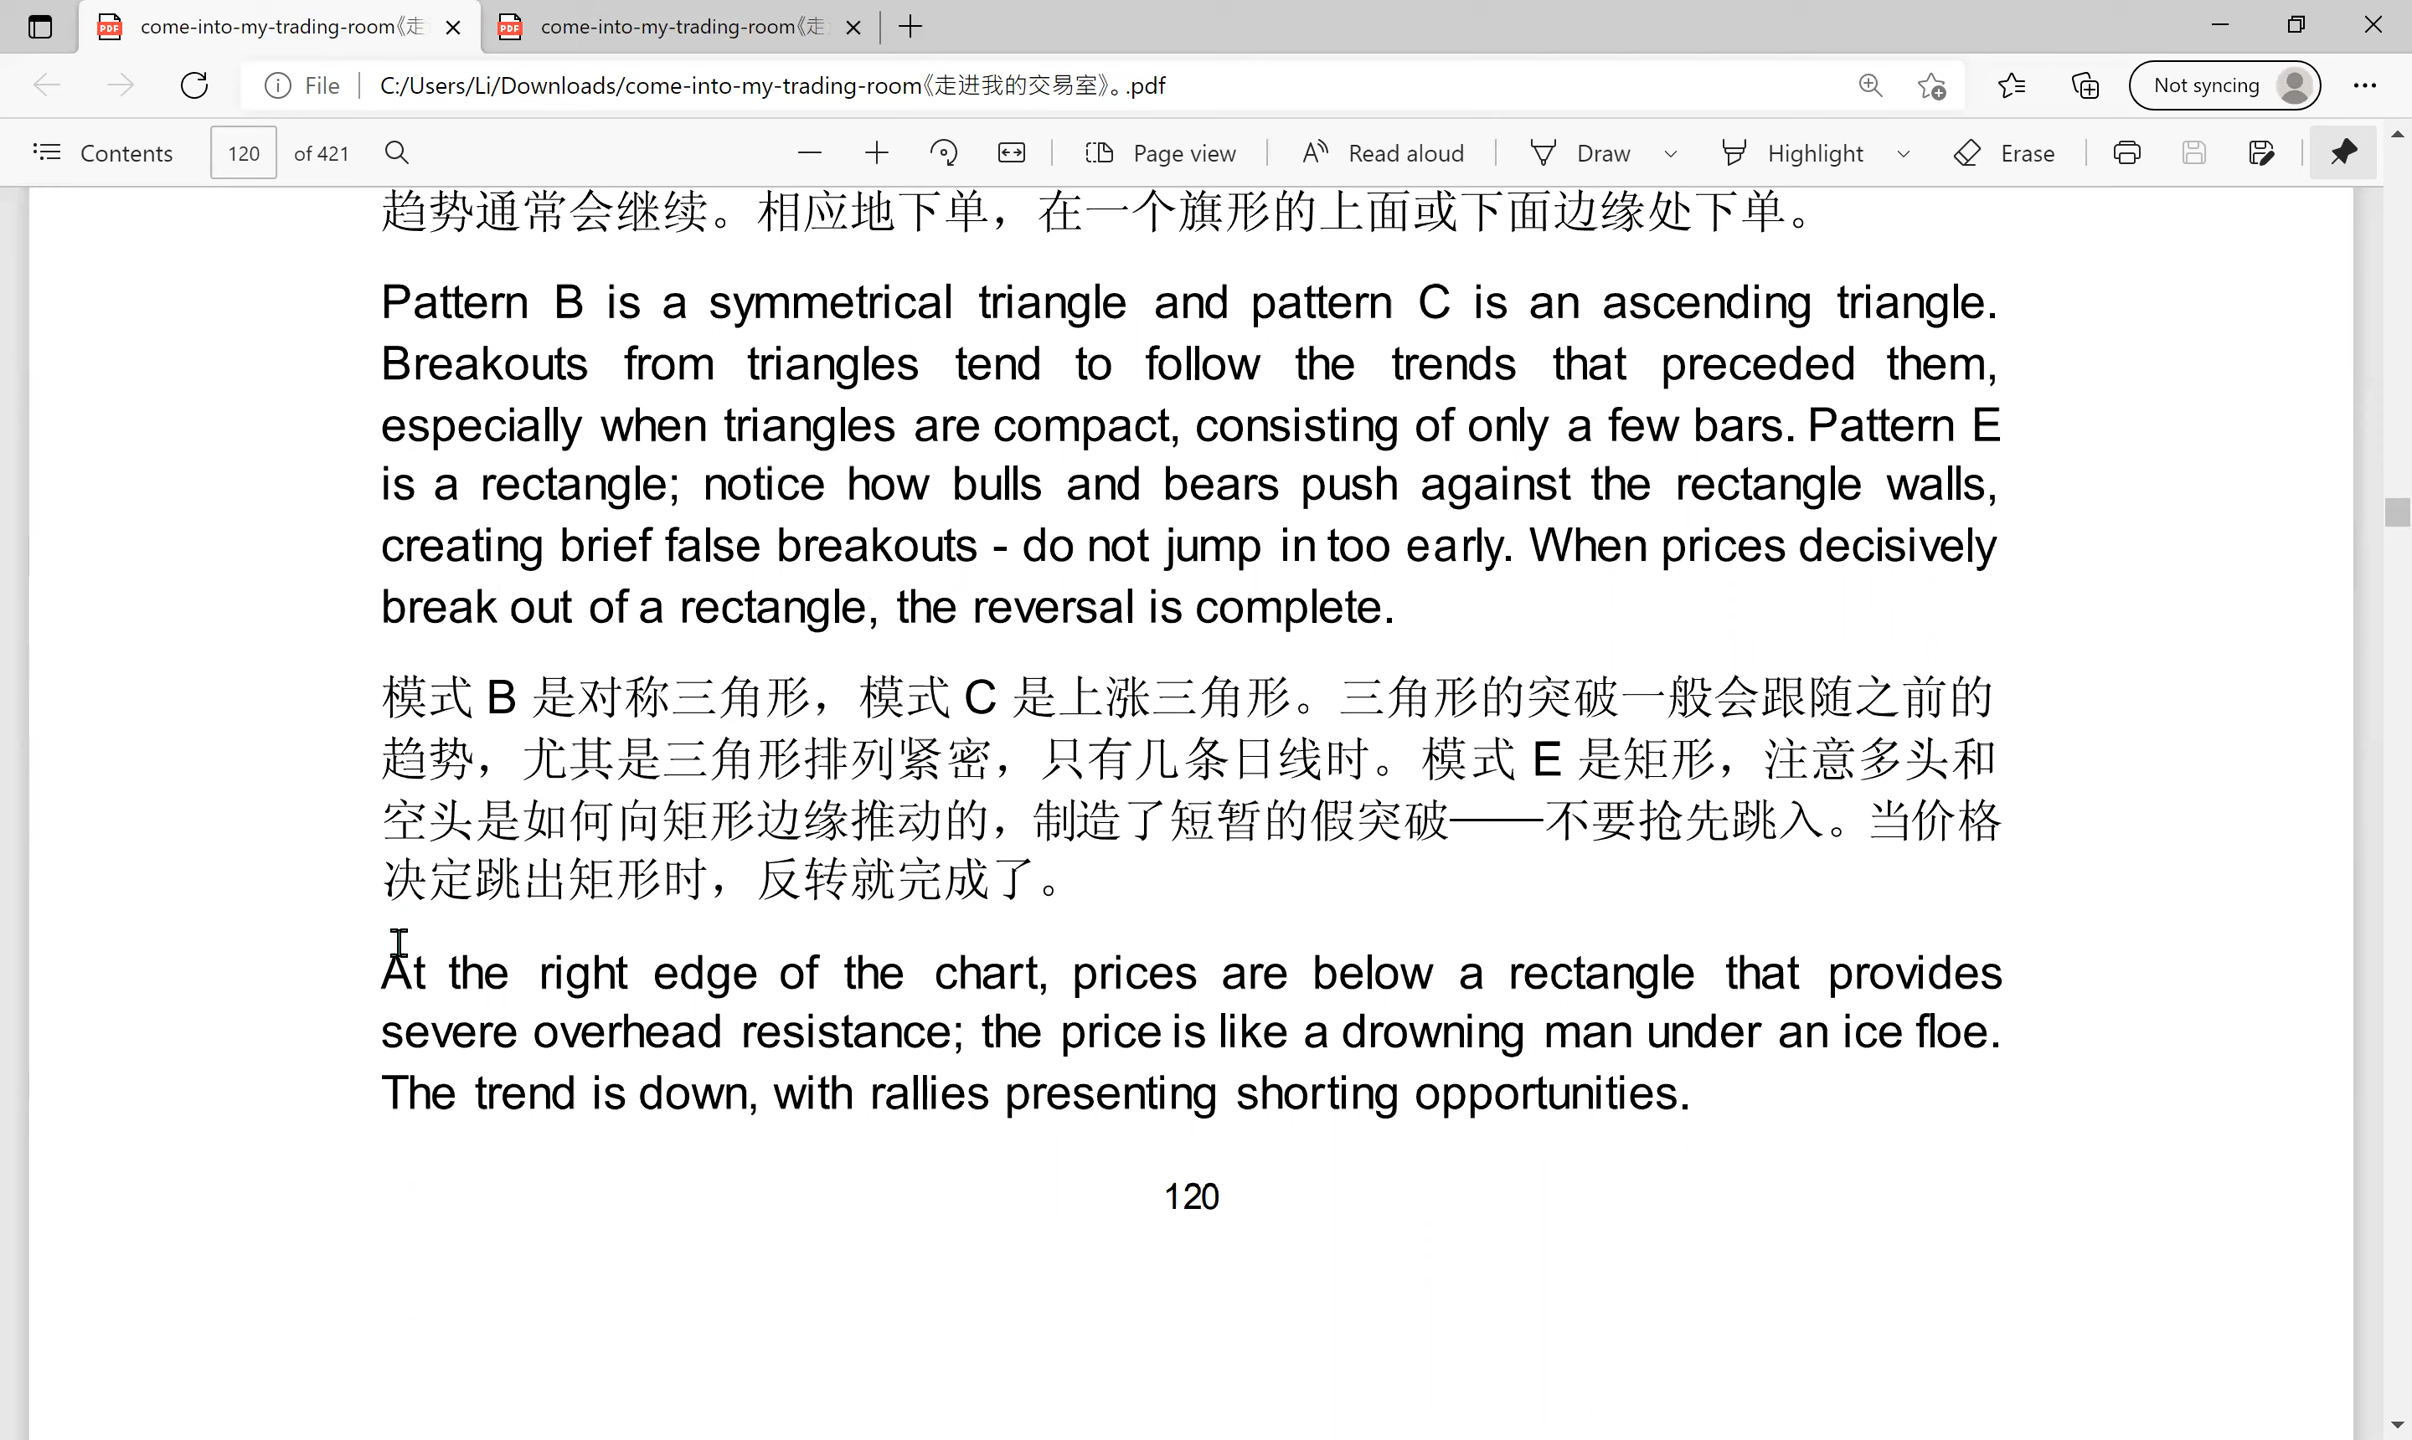 come-into-my-trading-room《走
come-into-my-trading-room《走
File
C:/Users/Li/Downloads/come-into-my-trading-room《走进我的交易室》。.pdf
Not syncing
Contents
120
of 421
Page view
Read aloud
Draw
Highlight
Erase
趋势通常会继续。相应地下单，在一个旗形的上面或下面边缘处下单。
Pattern B is a symmetrical triangle and pattern C is an ascending triangle.
Breakouts from triangles tend to follow the trends that preceded them,
especially when triangles are compact, consisting of only a few bars. Pattern E
is a rectangle; notice how bulls and bears push against the rectangle walls,
creating brief false breakouts - do not jump in too early. When prices decisively
break out of a rectangle, the reversal is complete.
模式 B 是对称三角形，模式 C 是上涨三角形。三角形的突破一般会跟随之前的
趋势，尤其是三角形排列紧密，只有几条日线时。模式 E 是矩形，注意多头和
空头是如何向矩形边缘推动的，制造了短暂的假突破——不要抢先跳入。当价格
决定跳出矩形时，反转就完成了。
At the right edge of the chart, prices are below a rectangle that provides
severe overhead resistance; the price is like a drowning man under an ice floe.
The trend is down, with rallies presenting shorting opportunities.
120